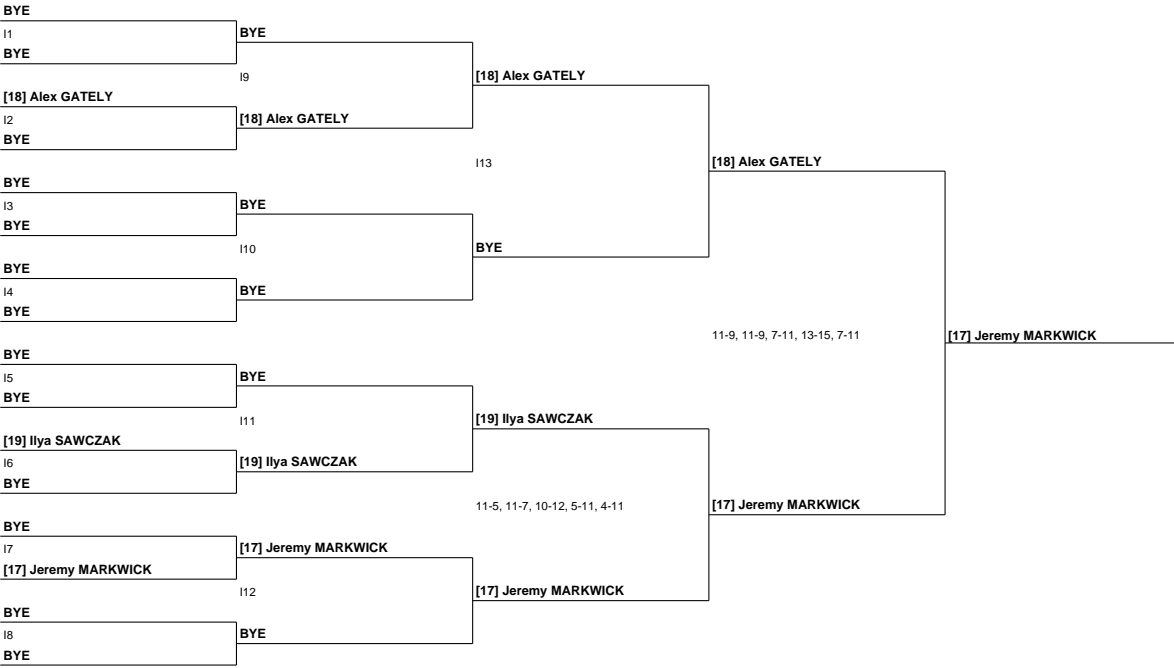 BYE
I1
BYE
[18] Alex GATELY
I2
BYE
BYE
I3
BYE
BYE
I4
BYE
BYE
I5
BYE
[19] Ilya SAWCZAK
I6
BYE
BYE
I7
[17] Jeremy MARKWICK
BYE
I8
BYE
BYE
I9
[18] Alex GATELY
BYE
I10
BYE
BYE
I11
[19] Ilya SAWCZAK
[17] Jeremy MARKWICK
I12
BYE
[18] Alex GATELY
I13
BYE
[19] Ilya SAWCZAK
11-5, 11-7, 10-12, 5-11, 4-11
[17] Jeremy MARKWICK
[18] Alex GATELY
11-9, 11-9, 7-11, 13-15, 7-11
[17] Jeremy MARKWICK
[17] Jeremy MARKWICK